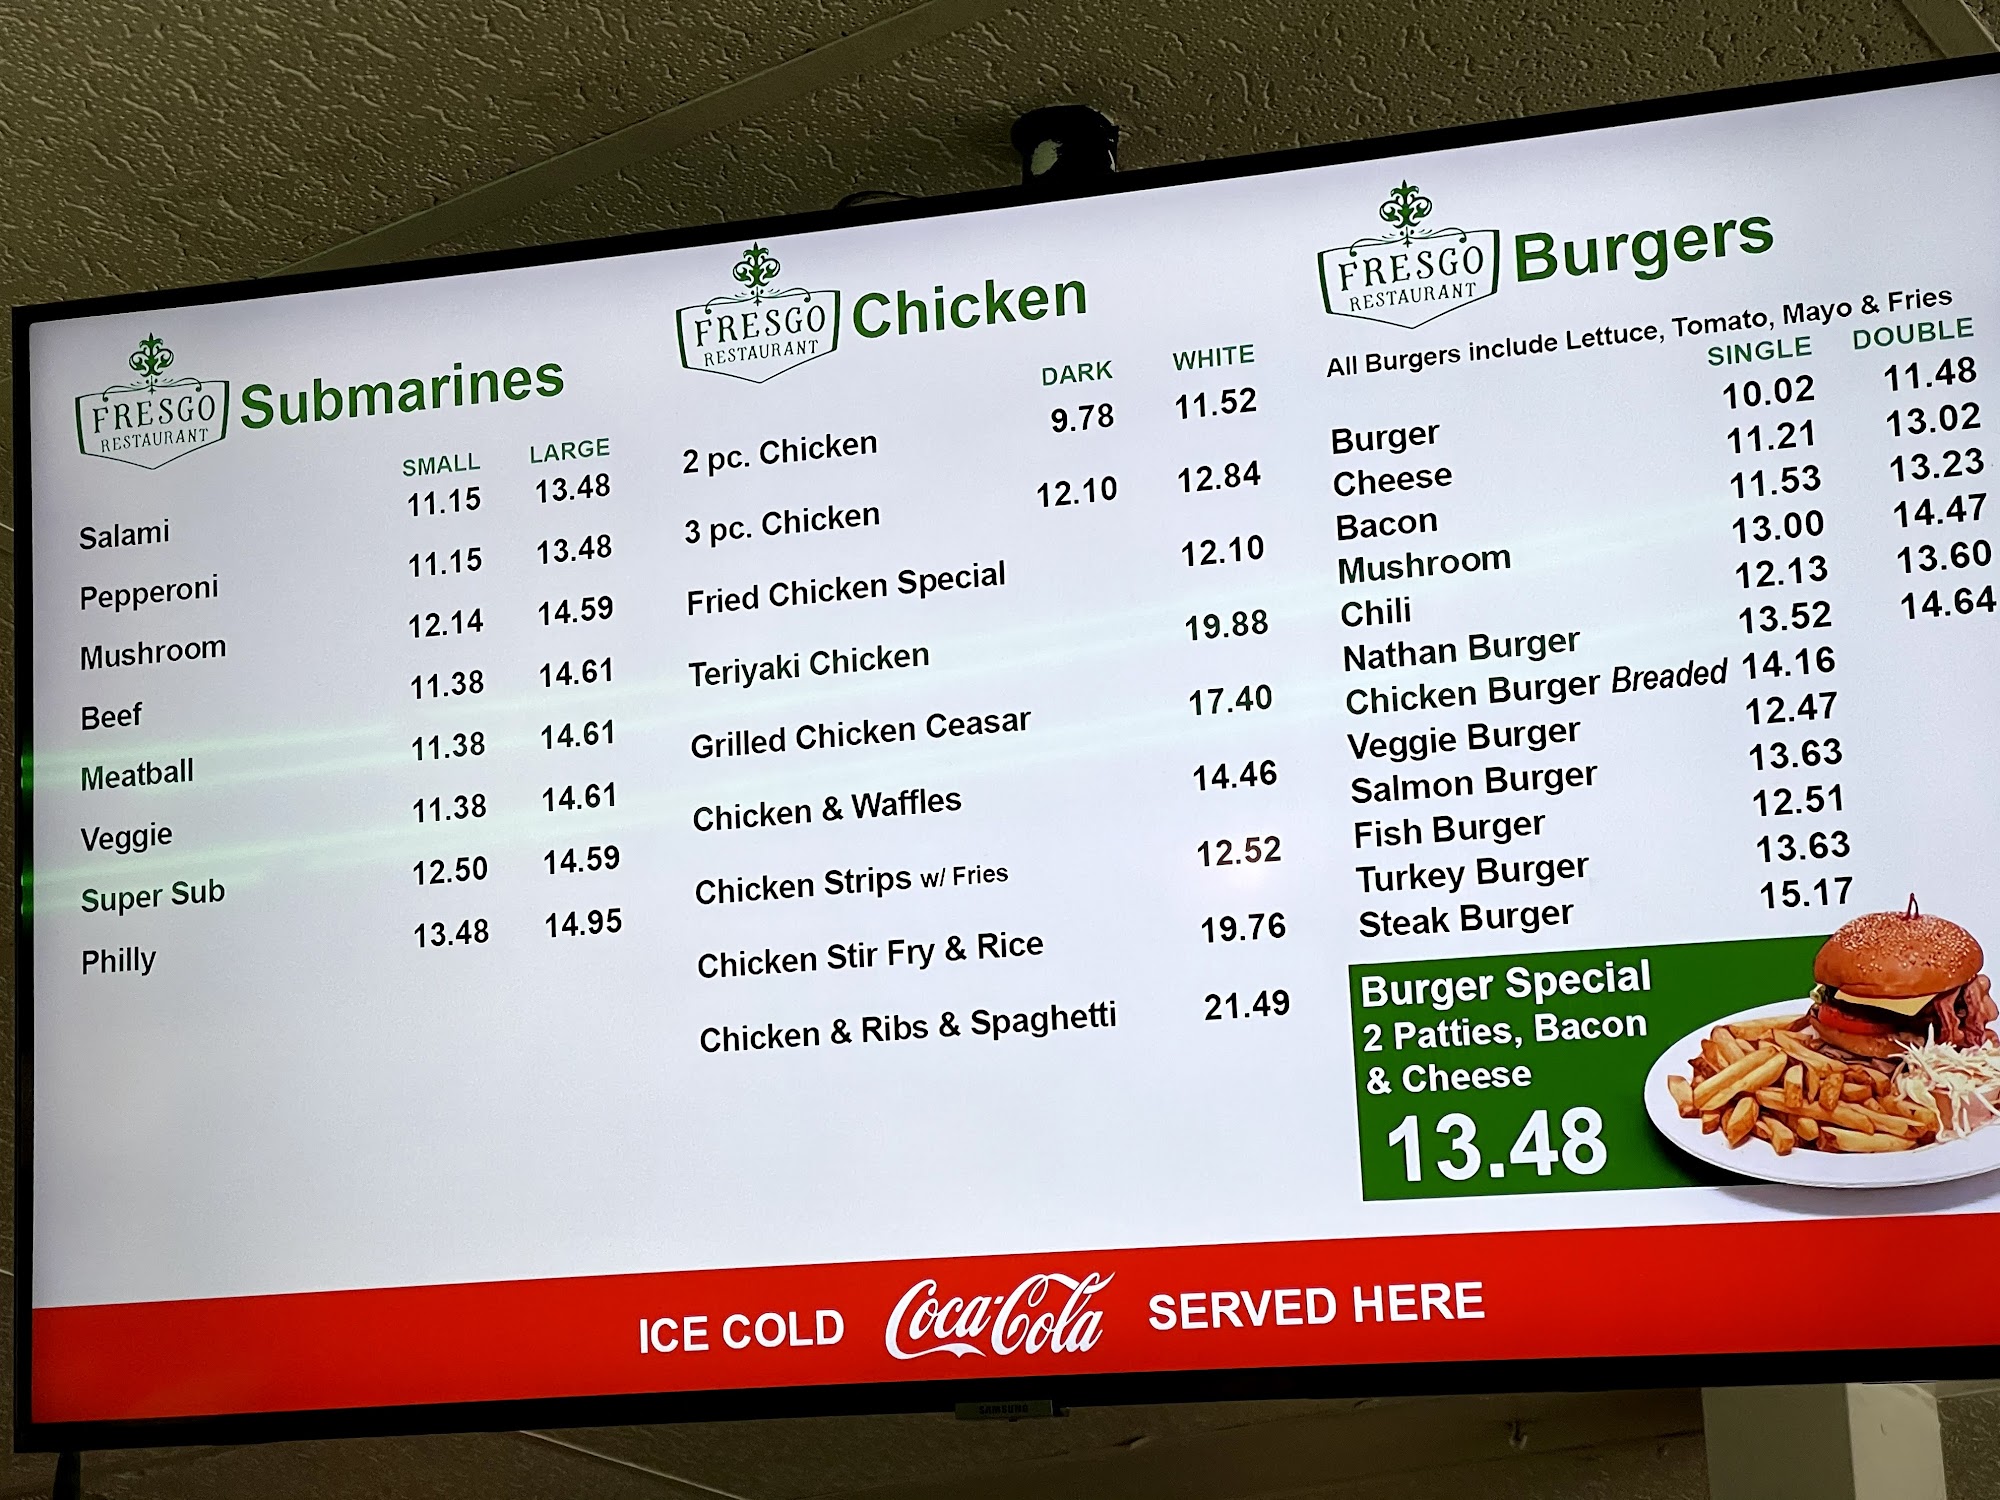 FRESGO
RESTAURANT
Submarines
SMALL LARGE
Salami 11.15 13.48
Pepperoni 11.15 13.48
Mushroom 12.14 14.59
Beef 11.38 14.61
Meatball 11.38 14.61
Veggie 11.38 14.61
Super Sub 12.50 14.59
Philly 13.48 14.95
FRESGO
RESTAURANT
Chicken
DARK WHITE
2 pc. Chicken 9.78 11.52
3 pc. Chicken 12.10 12.84
Fried Chicken Special 12.10
Teriyaki Chicken 19.88
Grilled Chicken Ceasar 17.40
Chicken & Waffles 14.46
Chicken Strips w/ Fries 12.52
Chicken Stir Fry & Rice 19.76
Chicken & Ribs & Spaghetti 21.49
FRESGO
RESTAURANT
Burgers
All Burgers include Lettuce, Tomato, Mayo & Fries
SINGLE DOUBLE
Burger 10.02 11.48
Cheese 11.21 13.02
Bacon 11.53 13.23
Mushroom 13.00 14.47
Chili 12.13 13.60
Nathan Burger 13.52 14.64
Chicken Burger Breaded 14.16
Veggie Burger 12.47
Salmon Burger 13.63
Fish Burger 12.51
Turkey Burger 13.63
Steak Burger 15.17
Burger Special
2 Patties, Bacon
& Cheese
13.48
ICE COLD Coca-Cola SERVED HERE
SAMSUNG